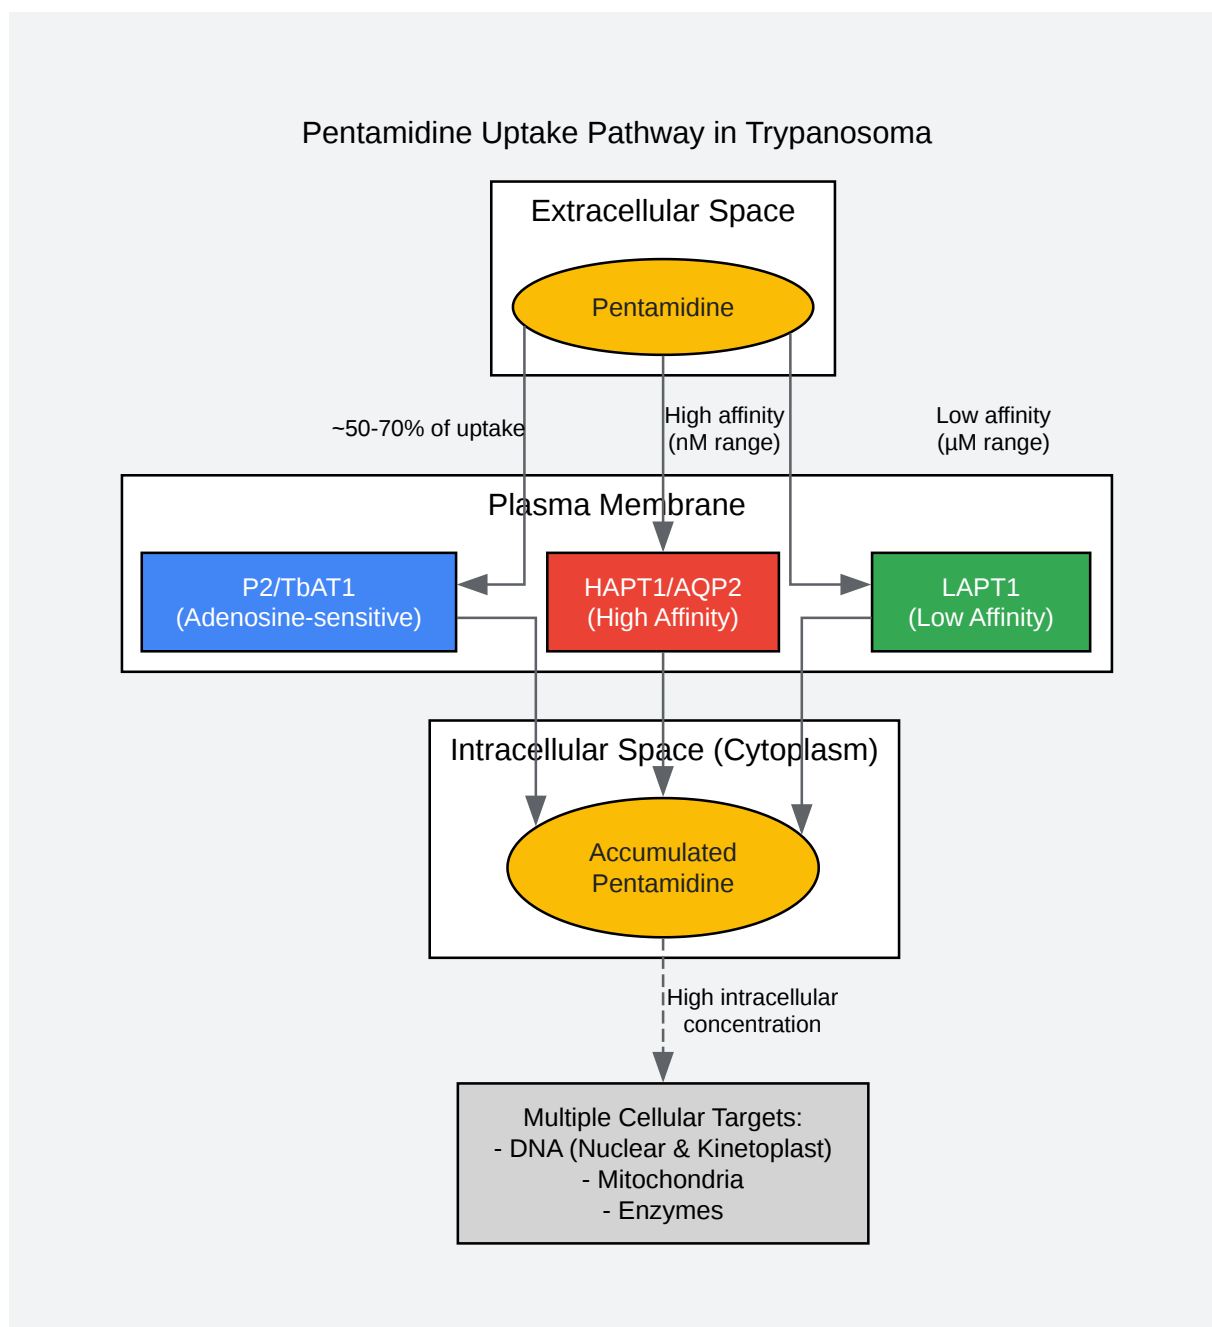 Pentamidine Uptake Pathway in Trypanosoma
Extracellular Space
Pentamidine
~50-70% of uptake
High affinity
(nM range)
Low affinity
(µM range)
Plasma Membrane
P2/TbAT1
(Adenosine-sensitive)
HAPT1/AQP2
(High Affinity)
LAPT1
(Low Affinity)
Intracellular Space (Cytoplasm)
Accumulated
Pentamidine
High intracellular
concentration
Multiple Cellular Targets:
- DNA (Nuclear & Kinetoplast)
- Mitochondria
- Enzymes